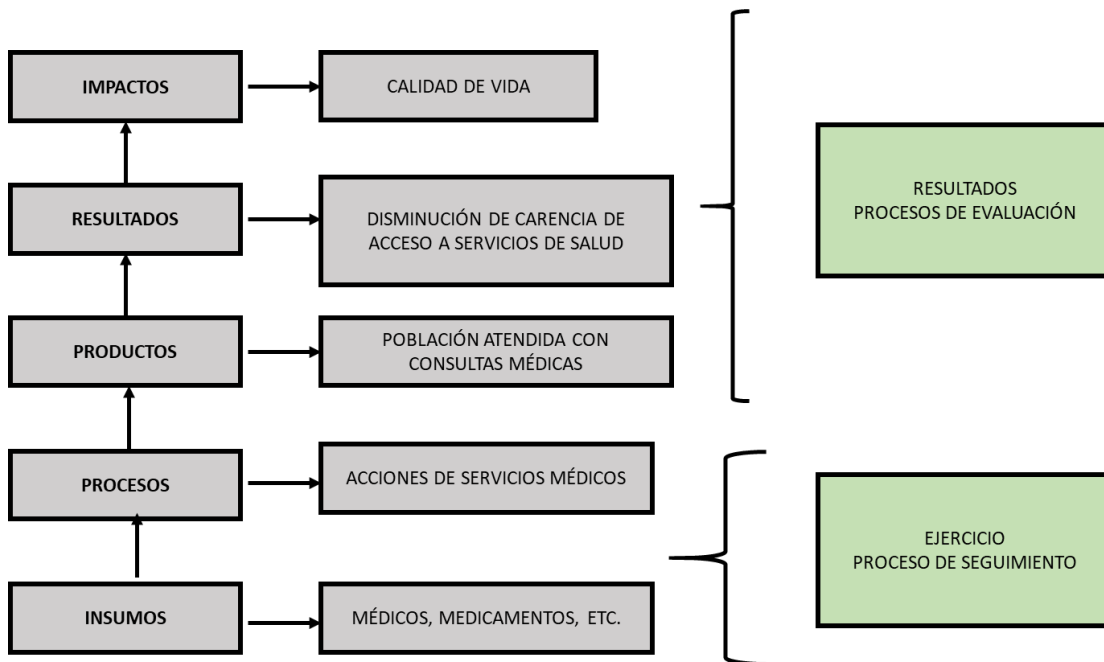 IMPACTOS
CALIDAD DE VIDA
RESULTADOS
DISMINUCIÓN DE CARENCIA DE
ACCESO A SERVICIOS DE SALUD
PRODUCTOS
POBLACIÓN ATENDIDA CON
CONSULTAS MÉDICAS
PROCESOS
ACCIONES DE SERVICIOS MÉDICOS
INSUMOS
MÉDICOS, MEDICAMENTOS, ETC.
RESULTADOS
PROCESOS DE EVALUACIÓN
EJERCICIO
PROCESO DE SEGUIMIENTO